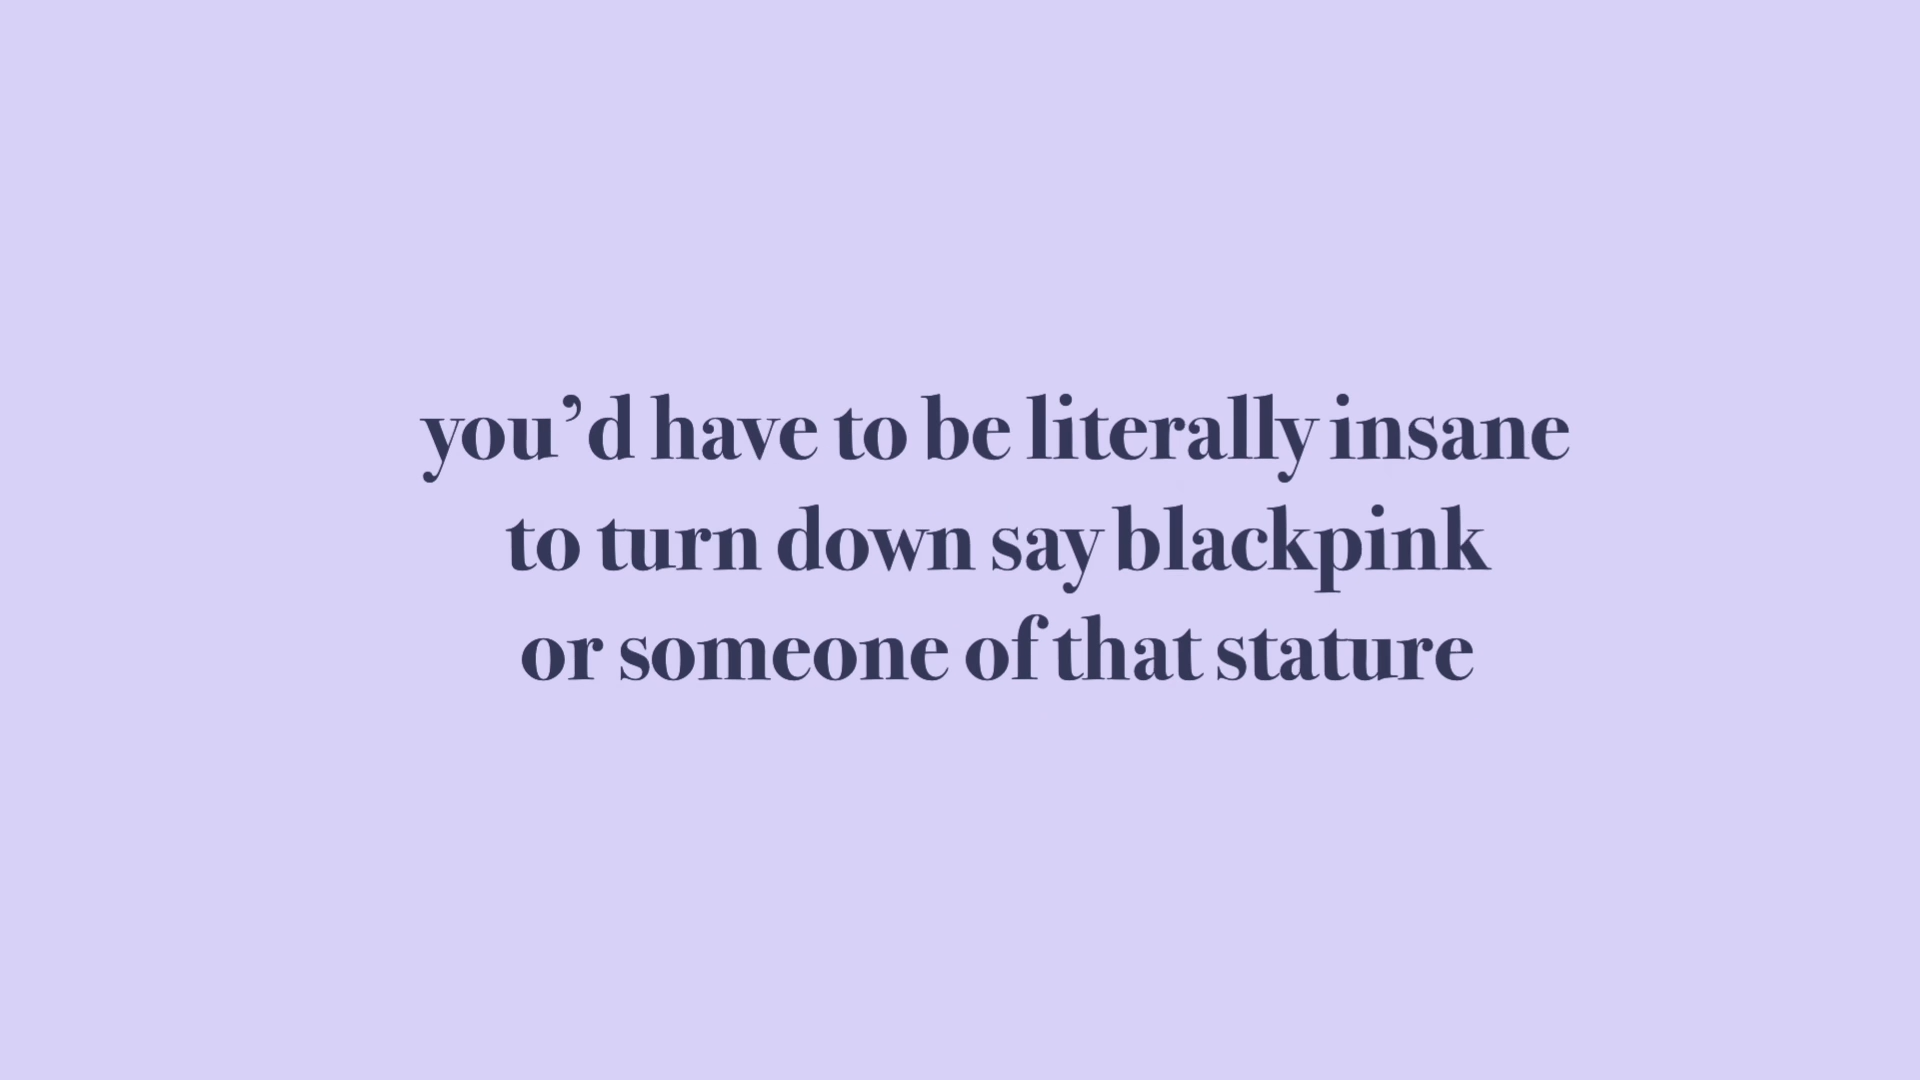 you’d have to be literally insane
to turn down say blackpink
or someone of that stature